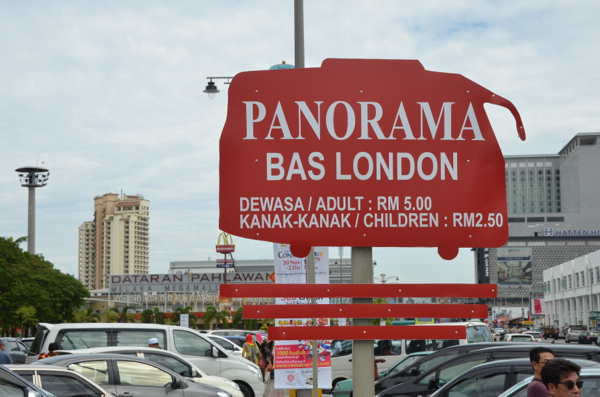 PANORAMA
BAS LONDON
DEWASA / ADULT : RM 5.00
KANAK-KANAK / CHILDREN : RM2.50
DATARAN PAHLAWAN
HATTEN